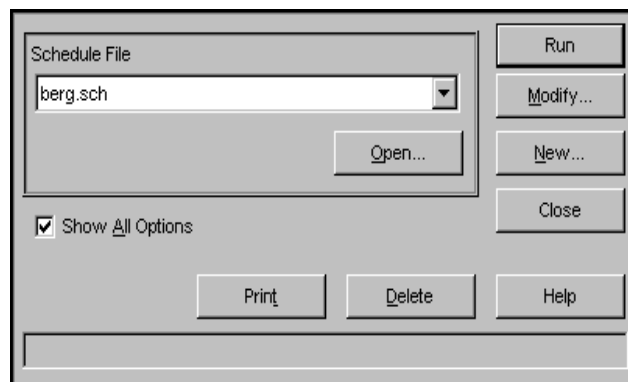 Schedule File
berg.sch
Open...
Show All Options
Run
Modify...
New...
Close
Print
Delete
Help